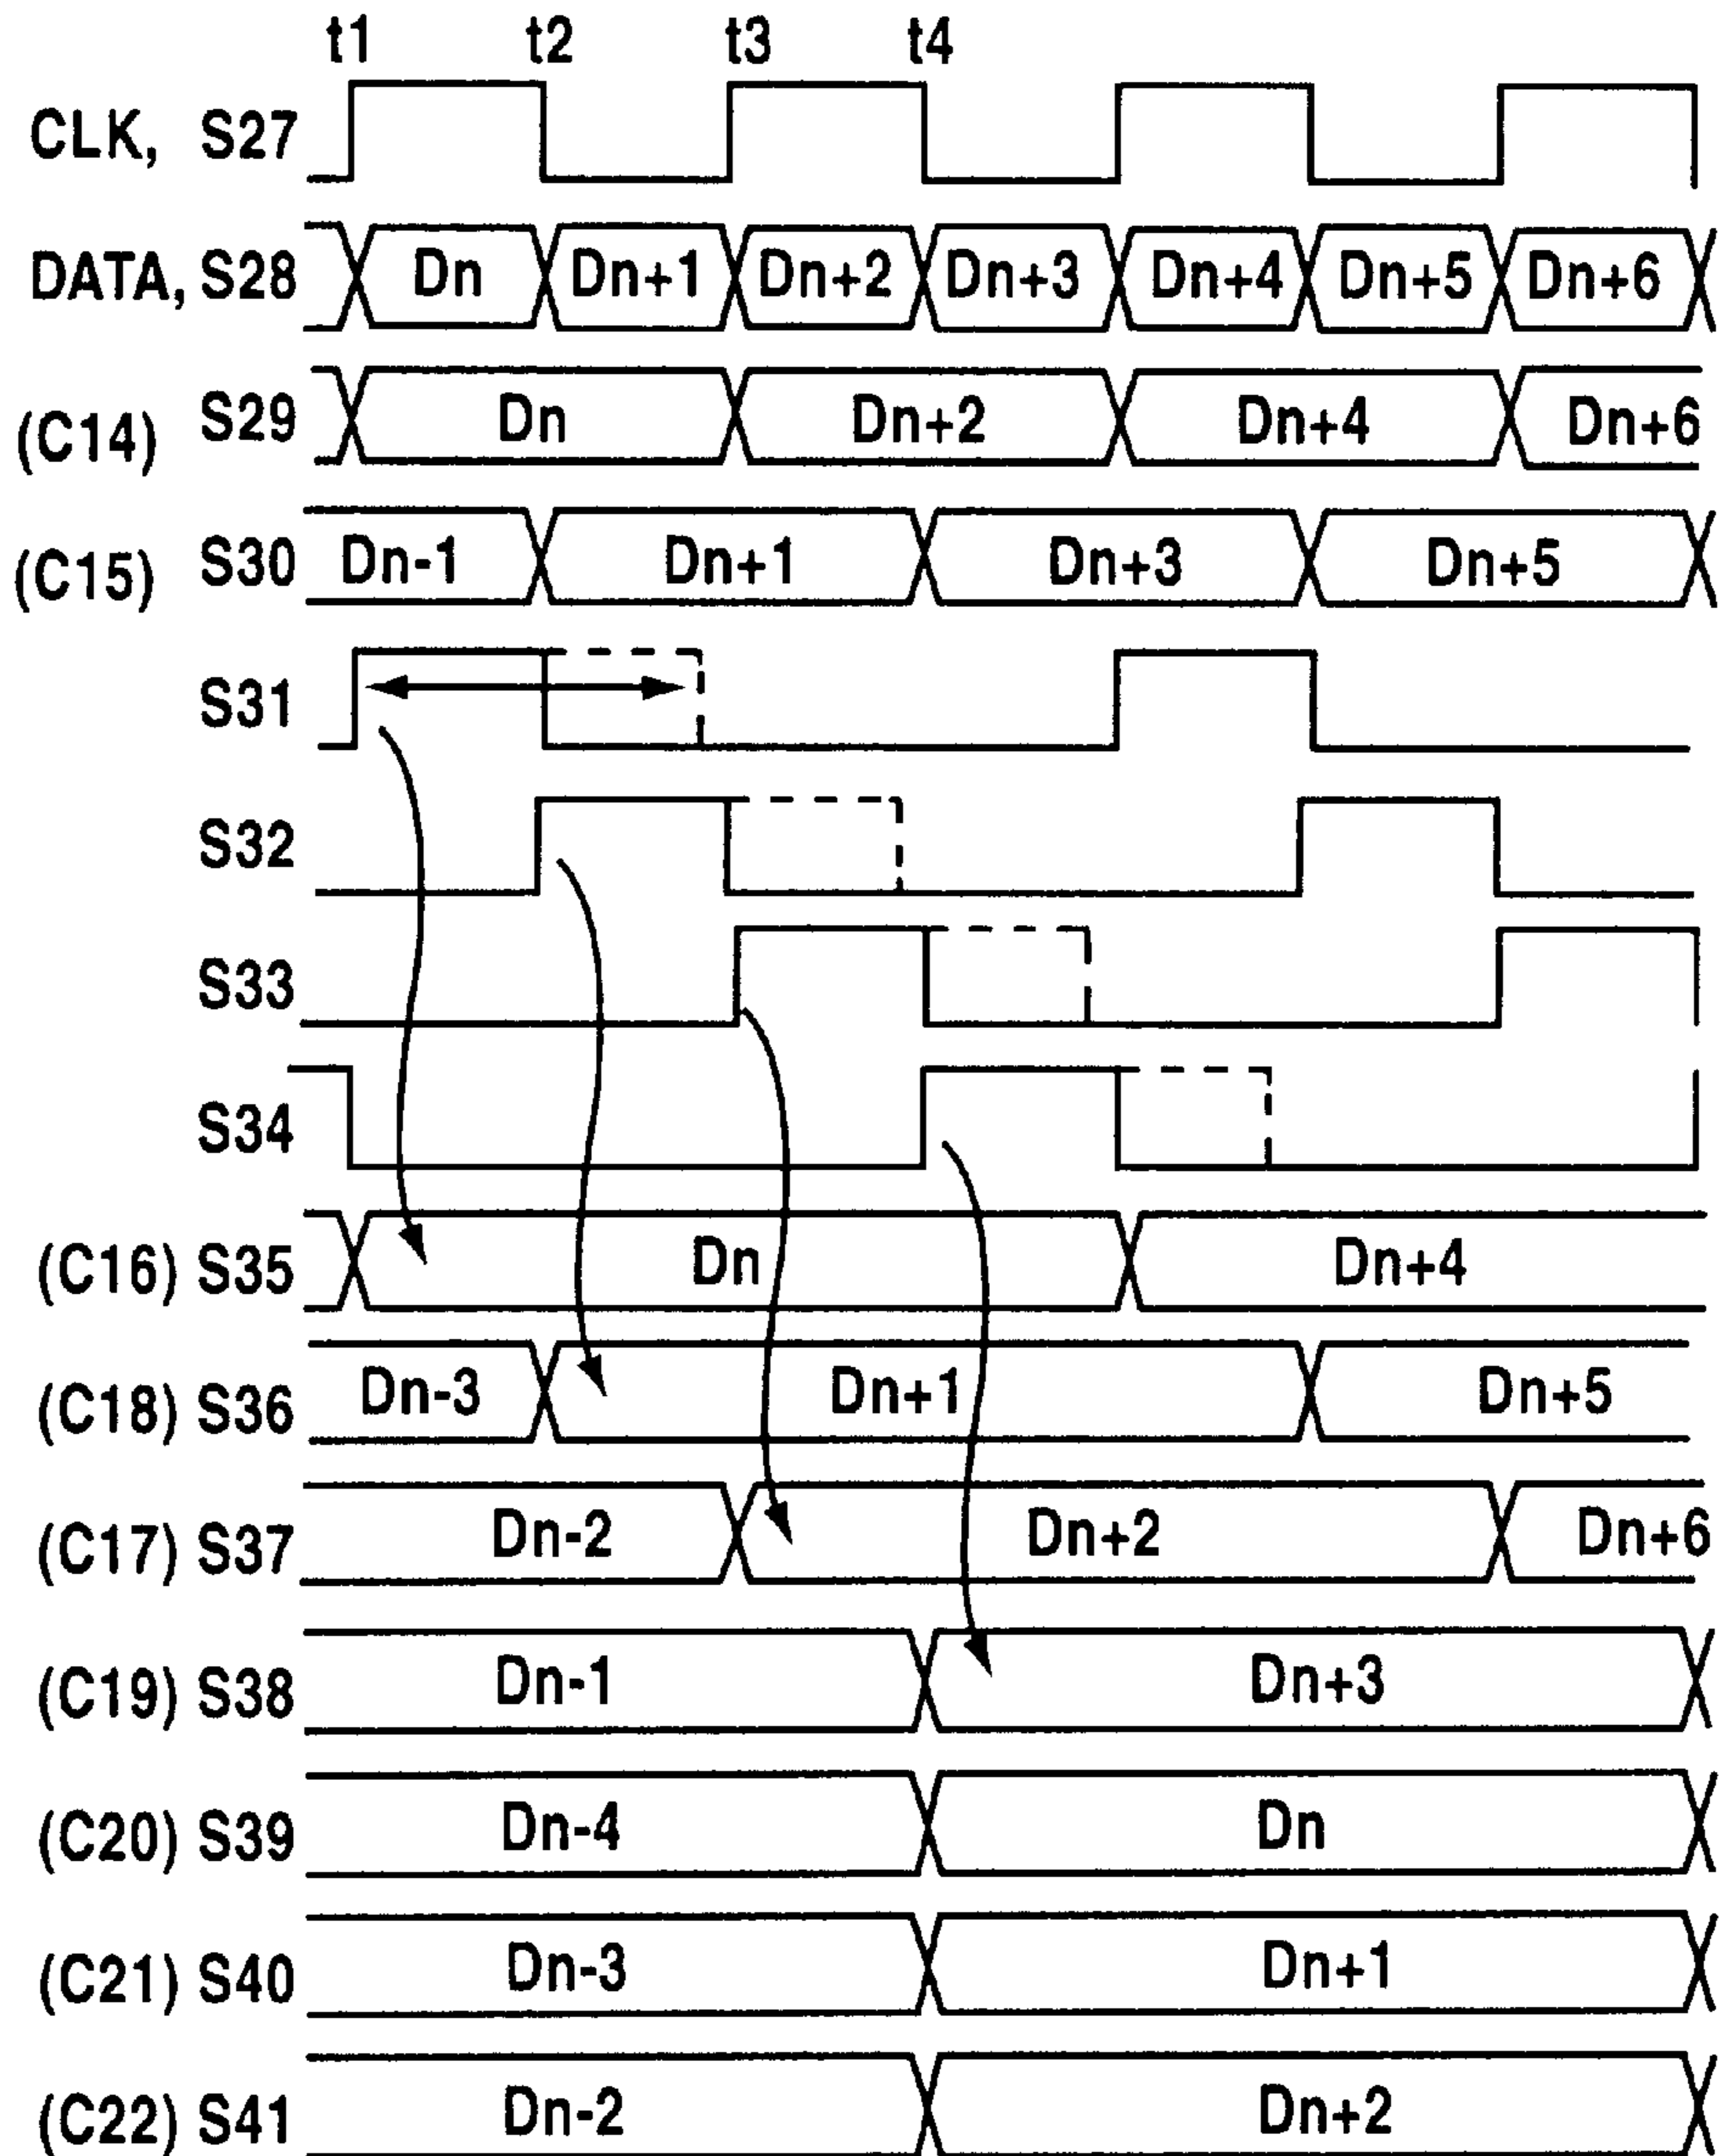 t1 t2 t3 t4
CLK, S27
DATA, S28 Dn Dn+1 Dn+2 Dn+3 Dn+4 Dn+5 Dn+6
(C14) S29 Dn Dn+2 Dn+4 Dn+6
(C15) S30 Dn-1 Dn+1 Dn+3 Dn+5
S31
S32
S33
S34
(C16) S35 Dn Dn+4
(C18) S36 Dn-3 Dn+1 Dn+5
(C17) S37 Dn-2 Dn+2 Dn+6
(C19) S38 Dn-1 Dn+3
(C20) S39 Dn-4 Dn
(C21) S40 Dn-3 Dn+1
(C22) S41 Dn-2 Dn+2